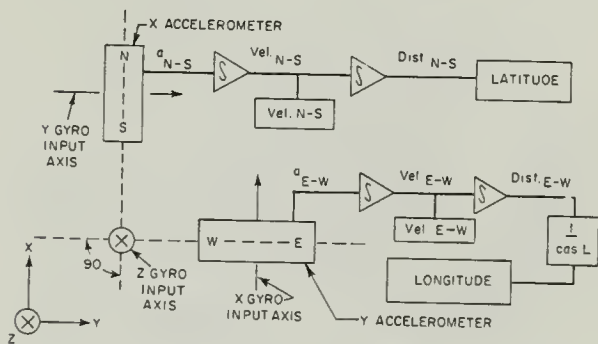 X ACCELEROMETER
N
S
a N-S
∫
Vel. N-S
Vel. N-S
∫
Dist. N-S
LATITUDE
Y GYRO
INPUT
AXIS
a E-W
∫
Vel. E-W
Vel E-W
∫
Dist. E-W
1
cos L
LONGITUDE
W
E
X
90
Z GYRO
INPUT
AXIS
X GYRO
INPUT AXIS
Y ACCELEROMETER
Z
Y